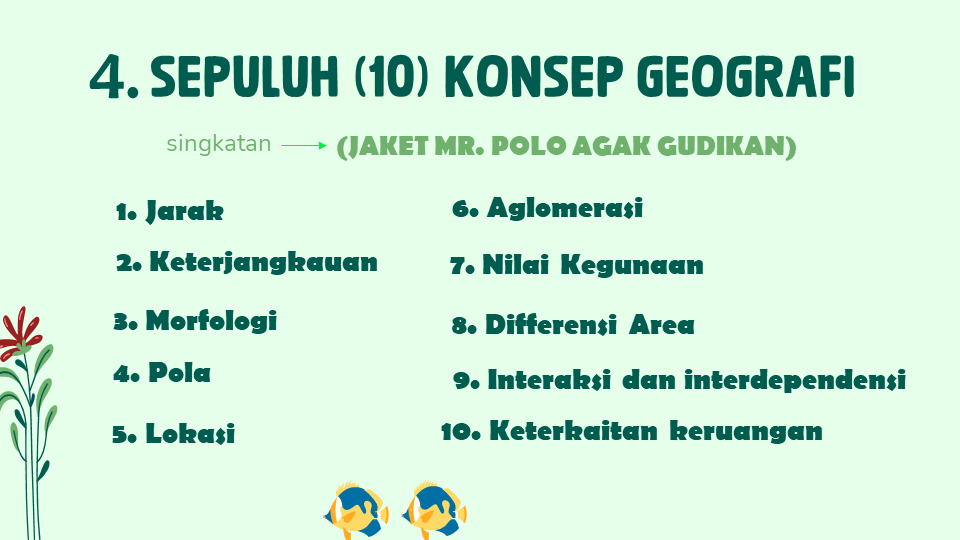 4. SEPULUH (10) KONSEP GEOGRAFI
singkatan (JAKET MR. POLO AGAK GUDIKAN)
1. Jarak
2. Keterjangkauan
3. Morfologi
4. Pola
5. Lokasi
6. Aglomerasi
7. Nilai Kegunaan
8. Differensi Area
9. Interaksi dan interdependensi
10. Keterkaitan keruangan